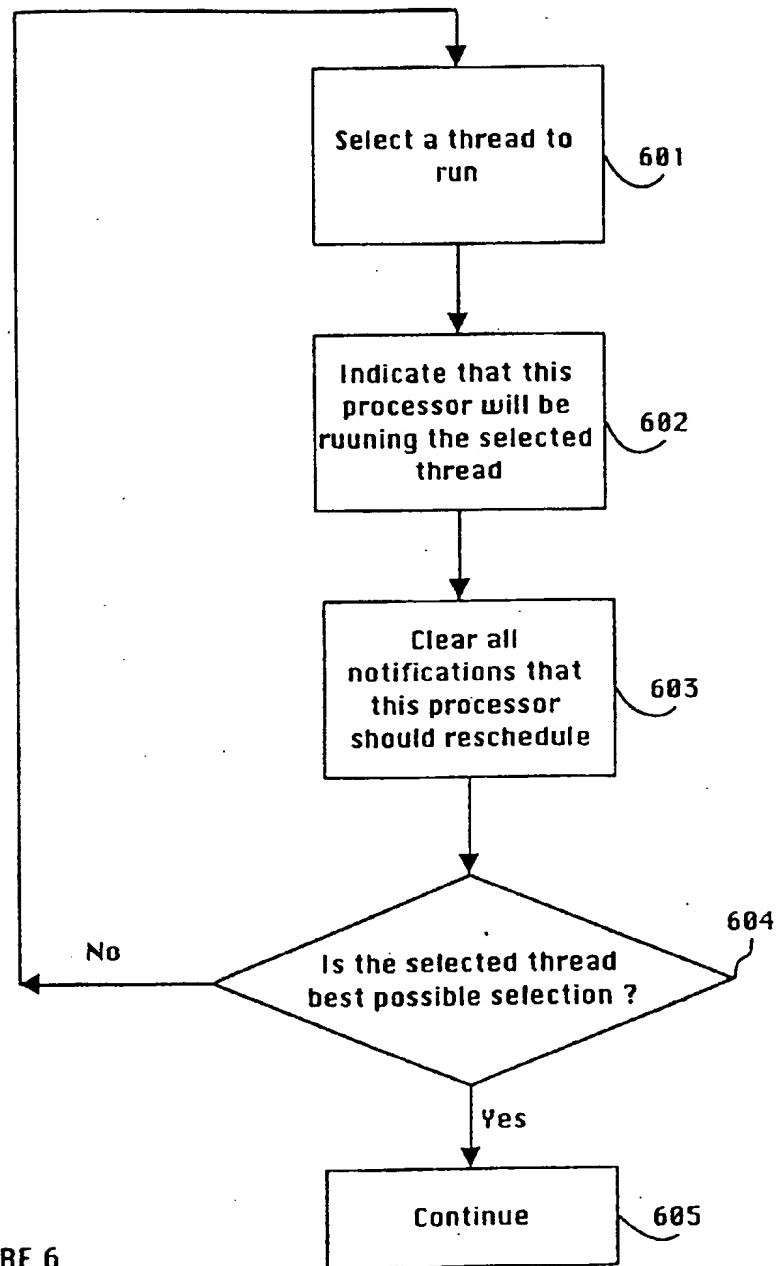 Select a thread to
run
601
Indicate that this
processor will be
ruuning the selected
thread
602
Clear all
notifications that
this processor
should reschedule
603
604
No
Is the selected thread
best possible selection ?
Yes
Continue
605
RE 6